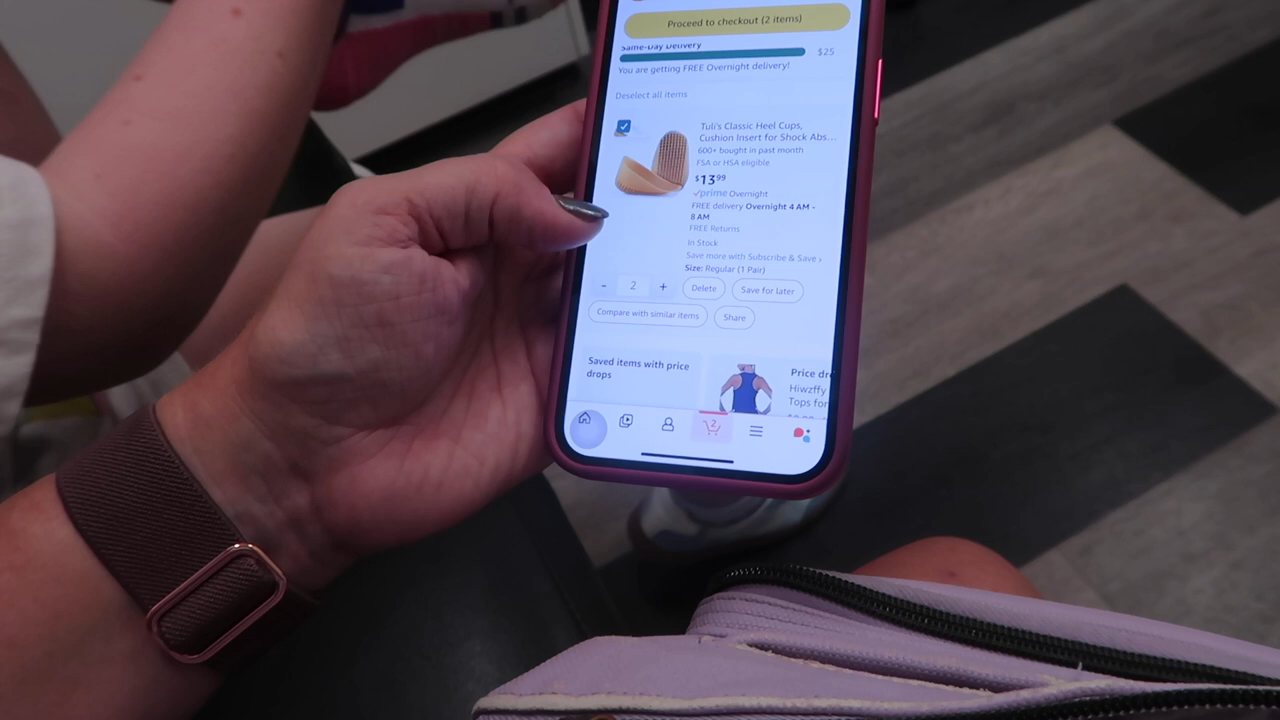 Proceed to checkout (2 items)
Same-Day Delivery
$25
You are getting FREE Overnight delivery!
Deselect all items
Tuli's Classic Heel Cups,
Cushion Insert for Shock Abs...
600+ bought in past month
FSA or HSA eligible
$13 99
prime Overnight
FREE delivery Overnight 4 AM -
8 AM
FREE Returns
In Stock
Save more with Subscribe & Save ›
Size: Regular (1 Pair)
- 2 +
Delete
Save for later
Compare with similar items
Share
Saved items with price
drops
Price
Hiwzffy
Tops for
2